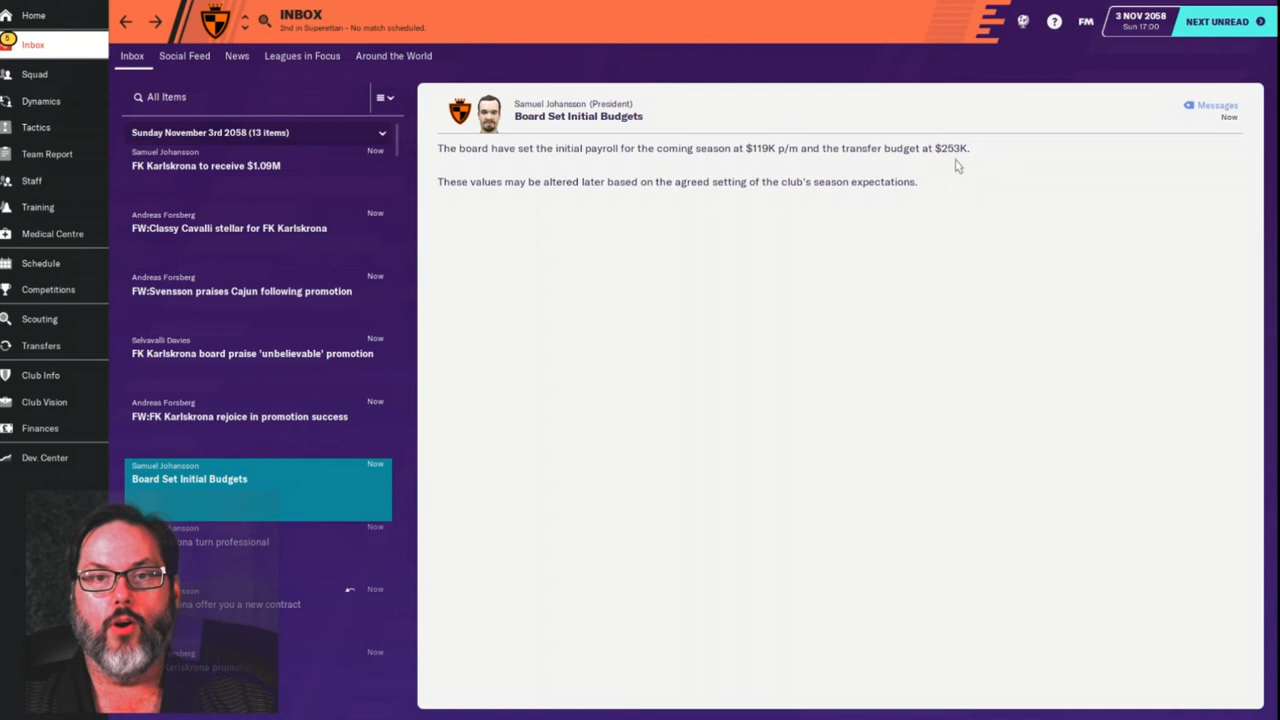 Home
INBOX
2nd in Superettan - No match scheduled.
FM
3 NOV 2058
Sun 17:00
NEXT UNREAD
5
Inbox
Squad
Dynamics
Tactics
Team Report
Staff
Training
Medical Centre
Schedule
Competitions
Scouting
Transfers
Club Info
Club Vision
Finances
Dev. Center
Inbox
Social Feed
News
Leagues in Focus
Around the World
All Items
Sunday November 3rd 2058 (13 items)
Samuel Johansson
Now
FK Karlskrona to receive $1.09M
Andreas Forsberg
Now
FW:Classy Cavalli stellar for FK Karlskrona
Andreas Forsberg
Now
FW:Svensson praises Cajun following promotion
Selvavalli Davies
Now
FK Karlskrona board praise 'unbelievable' promotion
Andreas Forsberg
Now
FW:FK Karlskrona rejoice in promotion success
Samuel Johansson
Now
Board Set Initial Budgets
Now
turn professional
Now
offer you a new contract
Now
Samuel Johansson (President)
Board Set Initial Budgets
Messages
Now
The board have set the initial payroll for the coming season at $119K p/m and the transfer budget at $253K.
These values may be altered later based on the agreed setting of the club's season expectations.